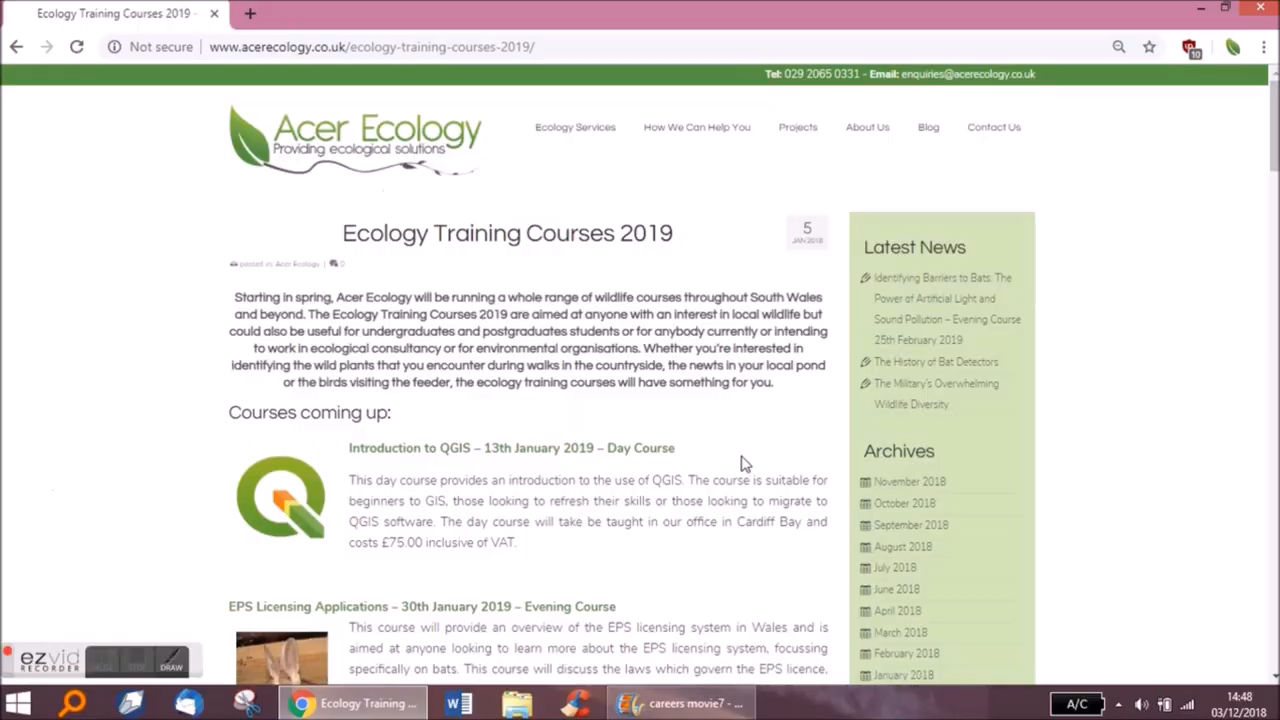 Ecology Training Courses 2019 -
Not secure
www.acerecology.co.uk/ecology-training-courses-2019/
10
Tel: 029 2065 0331 - Email: enquiries@acerecology.co.uk
Acer Ecology
Providing ecological solutions
Ecology Services
How We Can Help You
Projects
About Us
Blog
Contact Us
Ecology Training Courses 2019
5
JAN 2018
posted in: Acer Ecology | 0
Starting in spring, Acer Ecology will be running a whole range of wildlife courses throughout South Wales
and beyond. The Ecology Training Courses 2019 are aimed at anyone with an interest in local wildlife but
could also be useful for undergraduates and postgraduates students or for anybody currently or intending
to work in ecological consultancy or for environmental organisations. Whether you're interested in
identifying the wild plants that you encounter during walks in the countryside, the newts in your local pond
or the birds visiting the feeder, the ecology training courses will have something for you.
Courses coming up:
Introduction to QGIS – 13th January 2019 – Day Course
This day course provides an introduction to the use of QGIS. The course is suitable for
beginners to GIS, those looking to refresh their skills or those looking to migrate to
QGIS software. The day course will take be taught in our office in Cardiff Bay and
costs £75.00 inclusive of VAT.
EPS Licensing Applications – 30th January 2019 – Evening Course
This course will provide an overview of the EPS licensing system in Wales and is
aimed at anyone looking to learn more about the EPS licensing system, focussing
specifically on bats. This course will discuss the laws which govern the EPS licence,
Latest News
Identifying Barriers to Bats: The
Power of Artificial Light and
Sound Pollution – Evening Course
25th February 2019
The History of Bat Detectors
The Military's Overwhelming
Wildlife Diversity
Archives
November 2018
October 2018
September 2018
August 2018
July 2018
June 2018
April 2018
March 2018
February 2018
January 2018
ezvid
RECORDER
DRAW
Ecology Training ...
careers movie7 - ...
A/C
14:48
03/12/2018